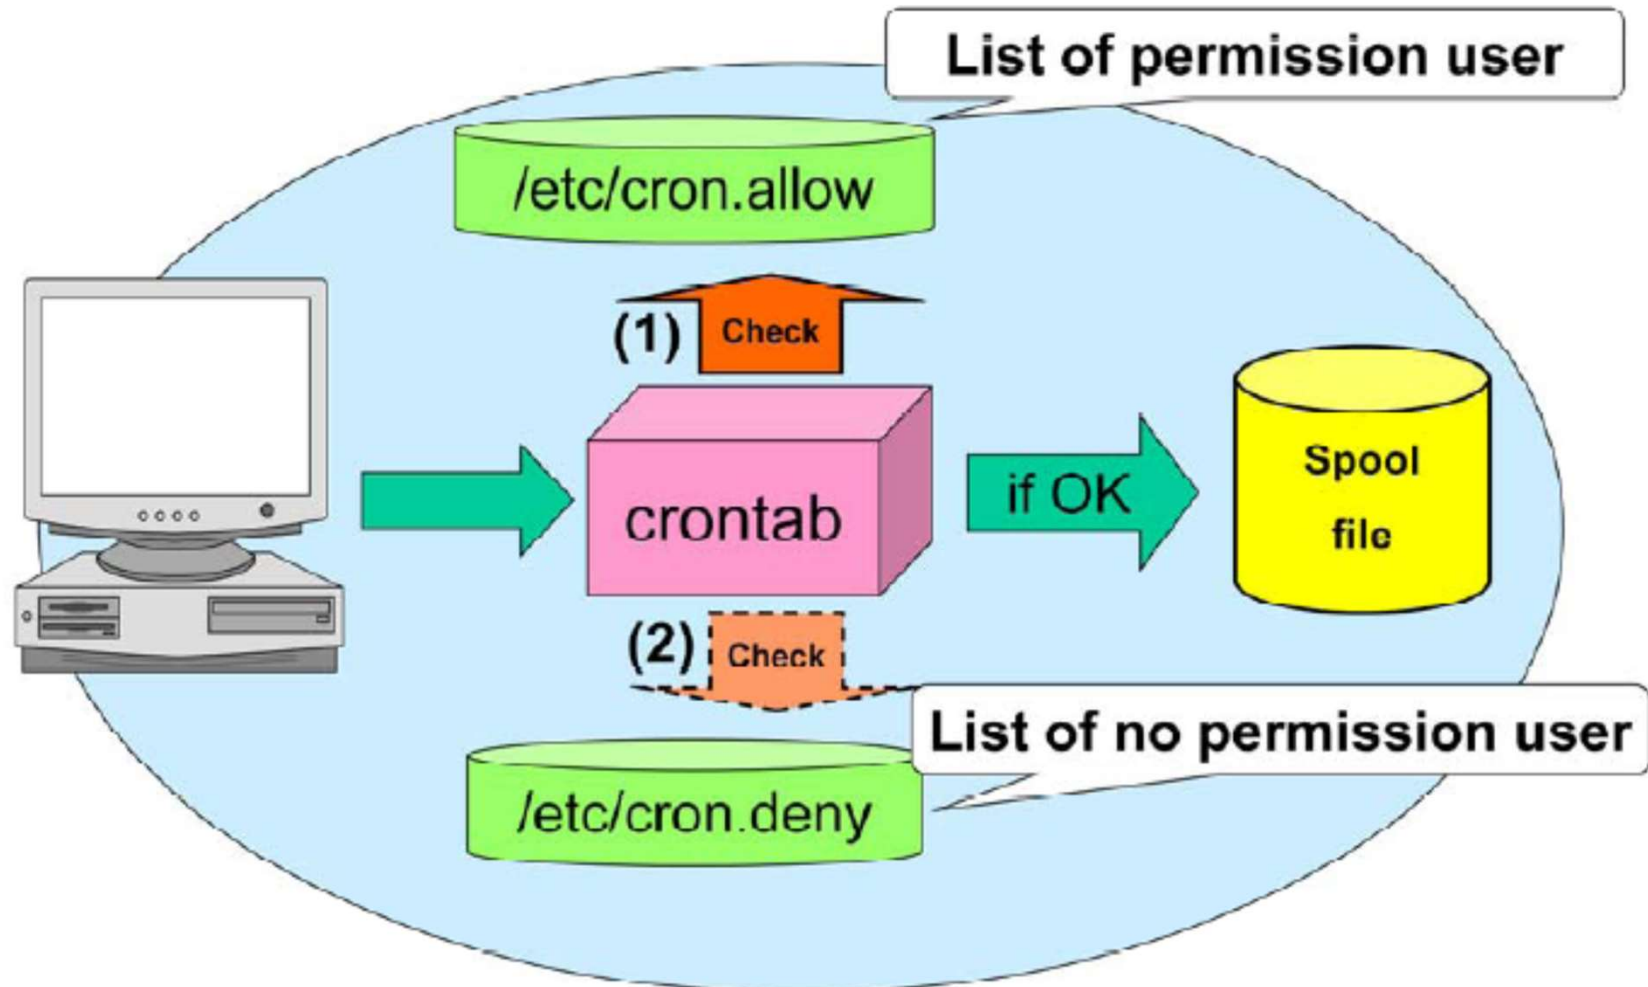 List of permission user
/etc/cron.allow
(1)
Check
crontab
if OK
Spool
file
(2)
Check
List of no permission user
/etc/cron.deny